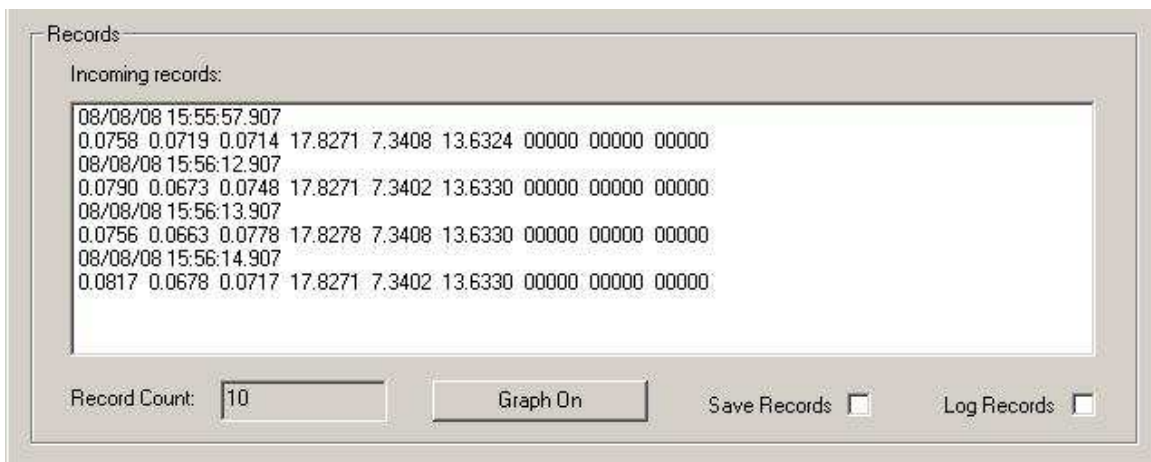 Records
Incoming records:
08/08/08 15:55:57.907
0.0758 0.0719 0.0714 17.8271 7.3408 13.6324 00000 00000 00000
08/08/08 15:56:12.907
0.0790 0.0673 0.0748 17.8271 7.3402 13.6330 00000 00000 00000
08/08/08 15:56:13.907
0.0756 0.0663 0.0778 17.8278 7.3408 13.6330 00000 00000 00000
08/08/08 15:56:14.907
0.0817 0.0678 0.0717 17.8271 7.3402 13.6330 00000 00000 00000
Record Count: 10 Graph On Save Records Log Records